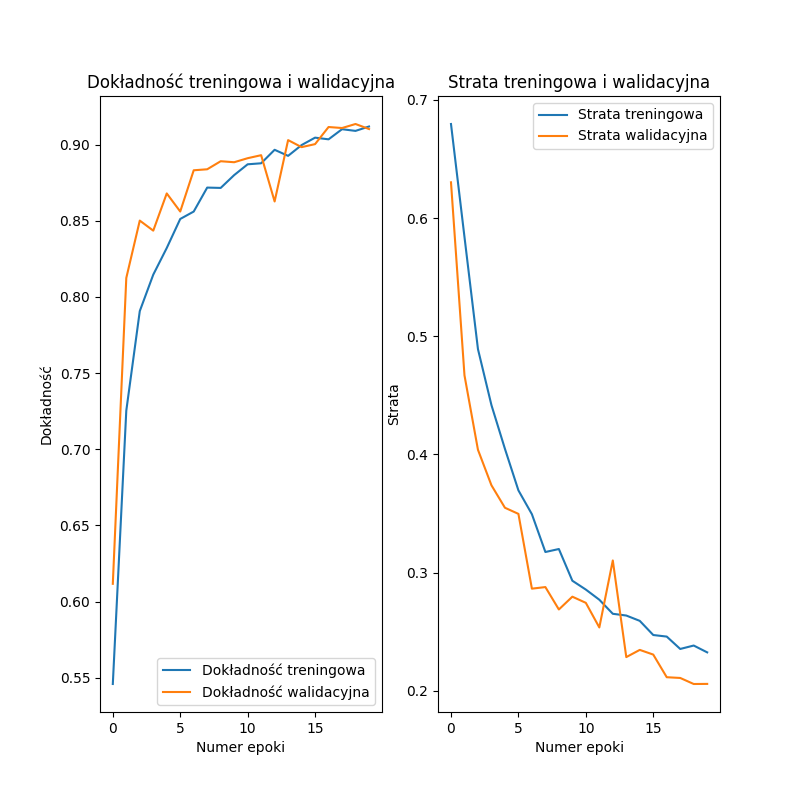 Dokładność treningowa i walidacyjna
0.90
0.85
0.80
0.75
0.70
0.65
0.60
0.55
Dokładność
Dokładność treningowa
Dokładność walidacyjna
0
5
10
15
Numer epoki
Strata treningowa i walidacyjna
0.7
0.6
0.5
0.4
0.3
0.2
Strata
Strata treningowa
Strata walidacyjna
0
5
10
15
Numer epoki